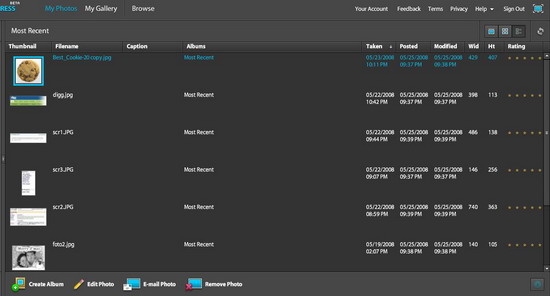 BETA
RESS My Photos My Gallery Browse Your Account Feedback Terms Privacy Help Sign Out
Most Recent
Thumbnail Filename Caption Albums Taken Posted Modified Wid Ht Rating
Best_Cookie-20 copy.jpg Most Recent 05/23/2008 05/25/2008 05/25/2008 429 407
10:11 PM 09:37 PM 09:38 PM
digg.jpg Most Recent 05/22/2008 05/25/2008 05/25/2008 398 113
10:42 PM 09:37 PM 09:37 PM
scr1.JPG Most Recent 05/22/2008 05/25/2008 05/25/2008 486 138
09:44 PM 09:39 PM 09:39 PM
scr3.JPG Most Recent 05/22/2008 05/25/2008 05/25/2008 146 256
09:07 PM 09:37 PM 09:37 PM
scr2.JPG Most Recent 05/22/2008 05/25/2008 05/25/2008 740 363
08:59 PM 09:39 PM 09:39 PM
foto2.jpg Most Recent 05/19/2008 05/25/2008 05/25/2008 140 105
02:07 PM 09:38 PM 09:38 PM
Create Album Edit Photo E-mail Photo Remove Photo